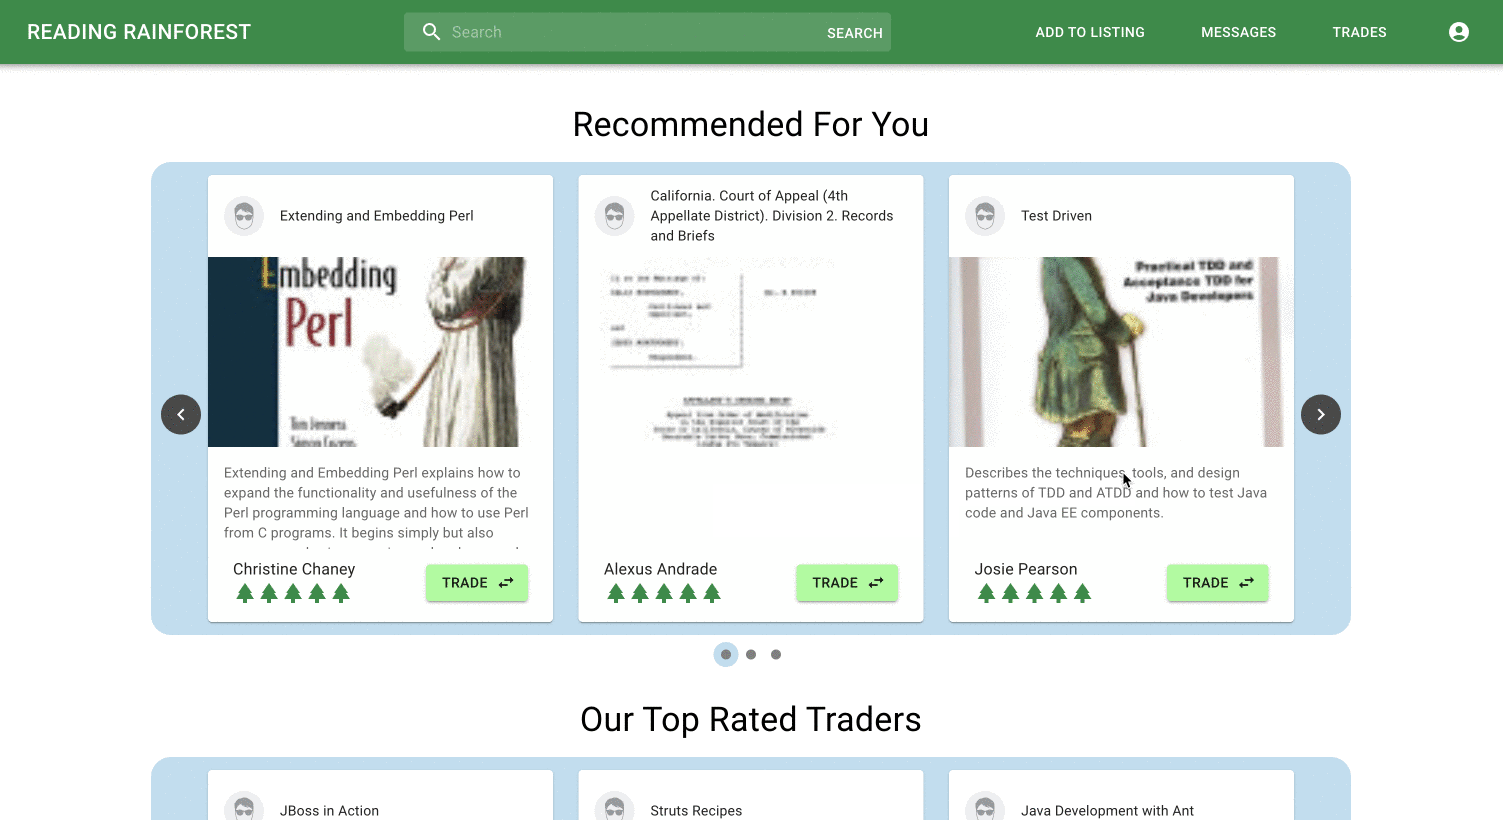 READING RAINFOREST
Search
SEARCH
ADD TO LISTING
MESSAGES
TRADES
Recommended For You
Extending and Embedding Perl
Embedding
Perl
Tim Jenness
Simon Cozens
Extending and Embedding Perl explains how to
expand the functionality and usefulness of the
Perl programming language and how to use Perl
from C programs. It begins simply but also
Christine Chaney
TRADE
California. Court of Appeal (4th
Appellate District). Division 2. Records
and Briefs
Alexus Andrade
TRADE
Test Driven
Practical TDD and
Acceptance TDD for
Java Developers
Describes the techniques, tools, and design
patterns of TDD and ATDD and how to test Java
code and Java EE components.
Josie Pearson
TRADE
Our Top Rated Traders
JBoss in Action
Struts Recipes
Java Development with Ant